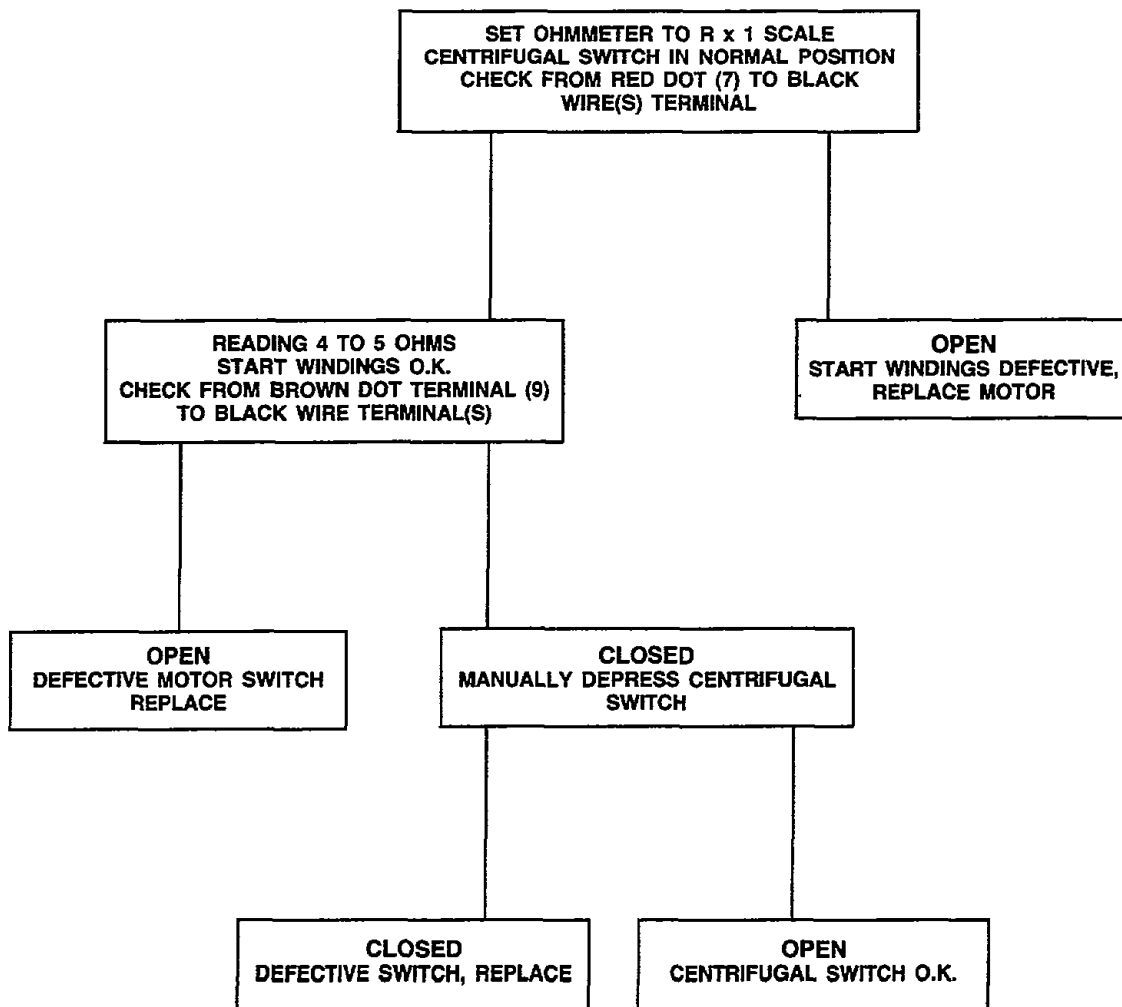 SET OHMMETER TO R x 1 SCALE
CENTRIFUGAL SWITCH IN NORMAL POSITION
CHECK FROM RED DOT (7) TO BLACK
WIRE(S) TERMINAL
READING 4 TO 5 OHMS
START WINDINGS O.K.
CHECK FROM BROWN DOT TERMINAL (9)
TO BLACK WIRE TERMINAL(S)
OPEN
START WINDINGS DEFECTIVE,
REPLACE MOTOR
OPEN
DEFECTIVE MOTOR SWITCH
REPLACE
CLOSED
MANUALLY DEPRESS CENTRIFUGAL
SWITCH
CLOSED
DEFECTIVE SWITCH, REPLACE
OPEN
CENTRIFUGAL SWITCH O.K.